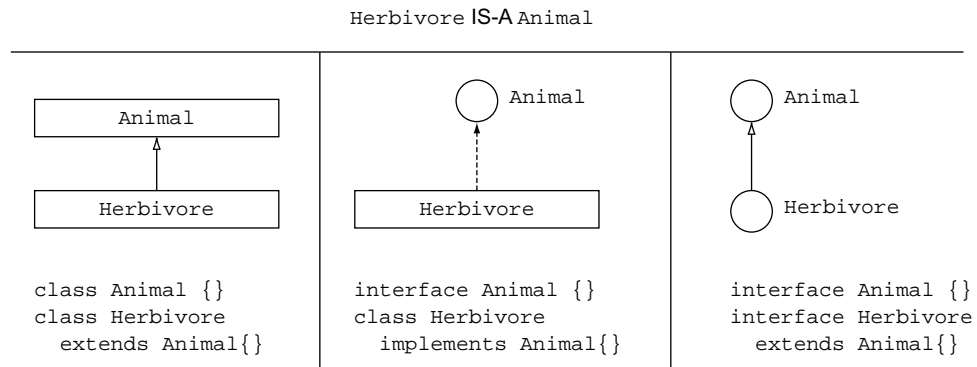 Herbivore IS-A Animal
Animal
Herbivore
class Animal {}
class Herbivore
extends Animal{}
Animal
Herbivore
interface Animal {}
class Herbivore
implements Animal{}
Animal
Herbivore
interface Animal {}
interface Herbivore
extends Animal{}